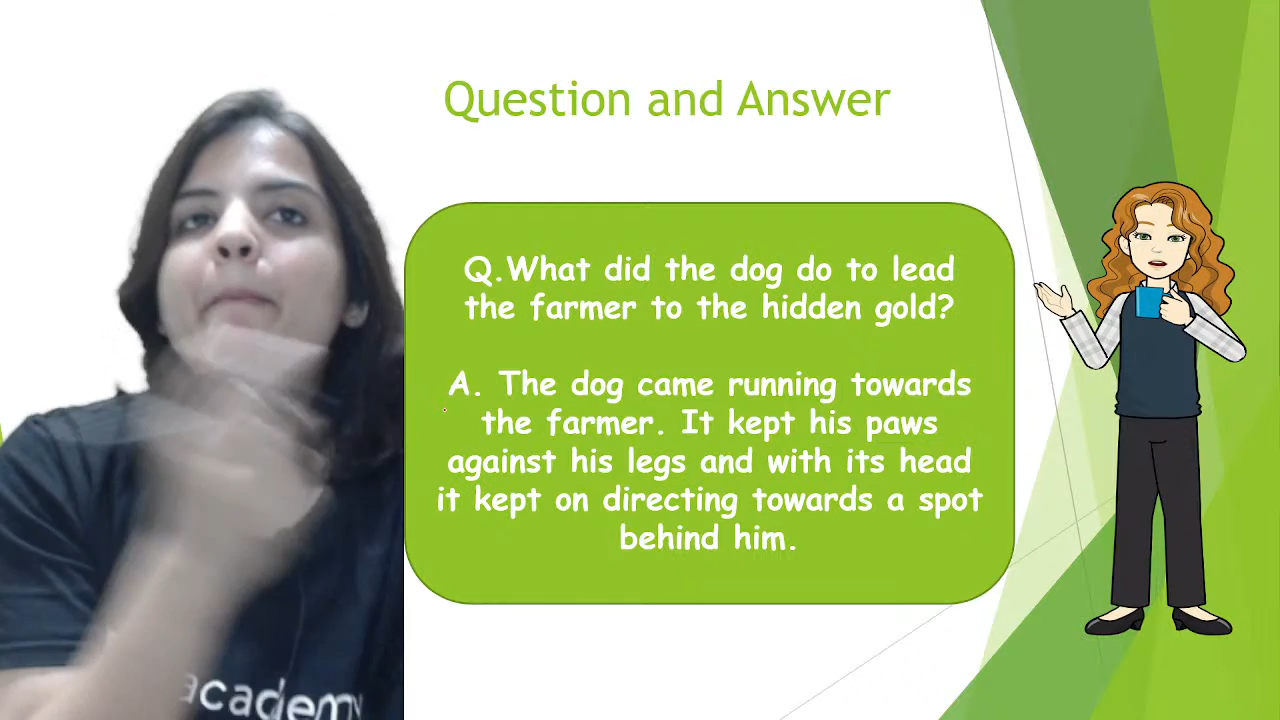 Question and Answer
Q.What did the dog do to lead
the farmer to the hidden gold?
A. The dog came running towards
the farmer. It kept his paws
against his legs and with its head
it kept on directing towards a spot
behind him.
academy